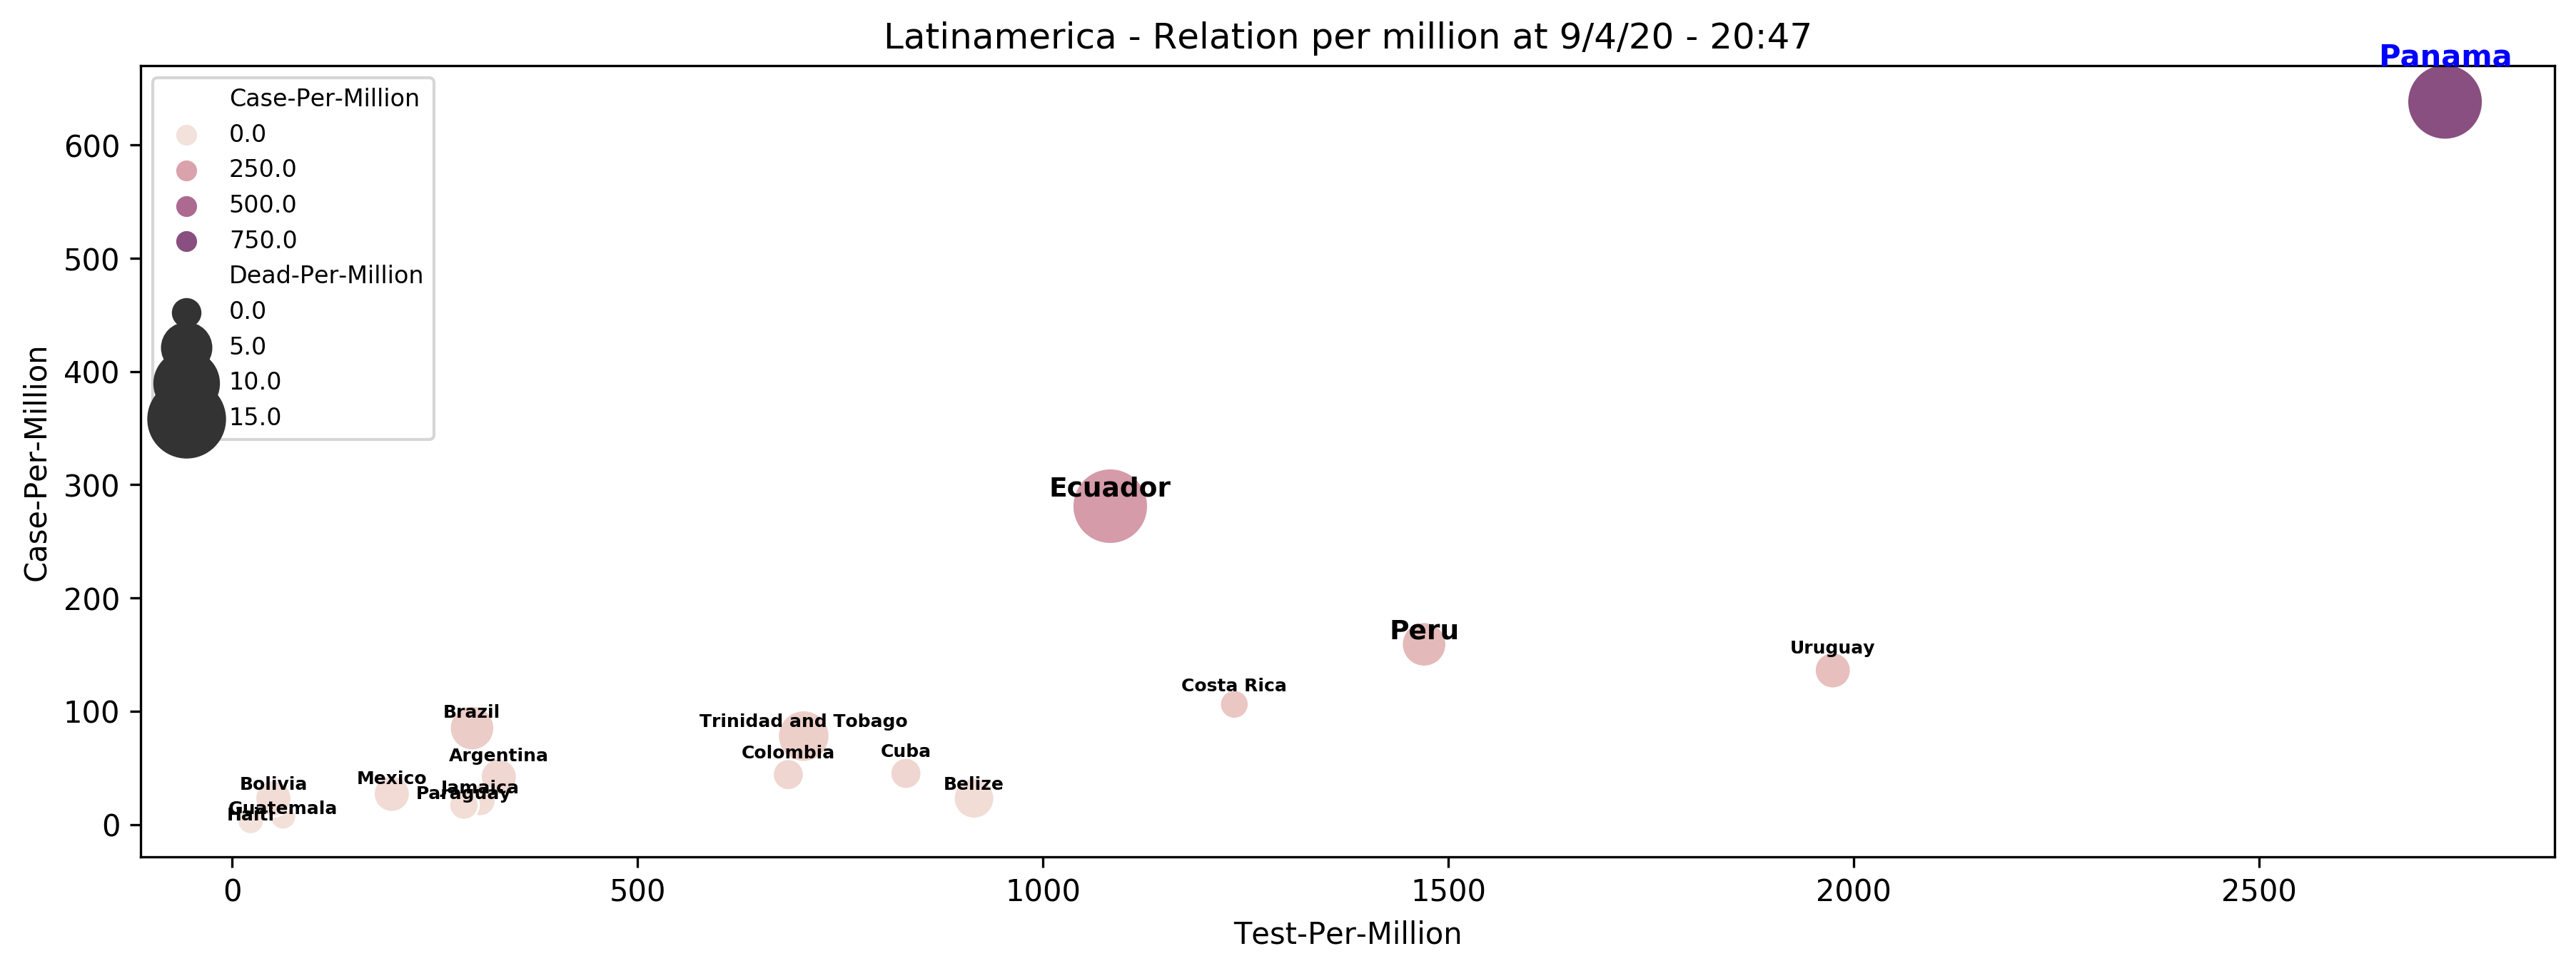 Latinamerica - Relation per million at 9/4/20 - 20:47
Panama
Case-Per-Million
0.0
250.0
500.0
750.0
Dead-Per-Million
0.0
5.0
10.0
15.0
600
500
400
300
200
100
0
Case-Per-Million
Ecuador
Peru
Uruguay
Costa Rica
Brazil
Trinidad and Tobago
Argentina
Colombia
Cuba
Mexico
Bolivia
Belize
Jamaica
Paraguay
Guatemala
Haiti
0
500
1000
1500
2000
2500
Test-Per-Million